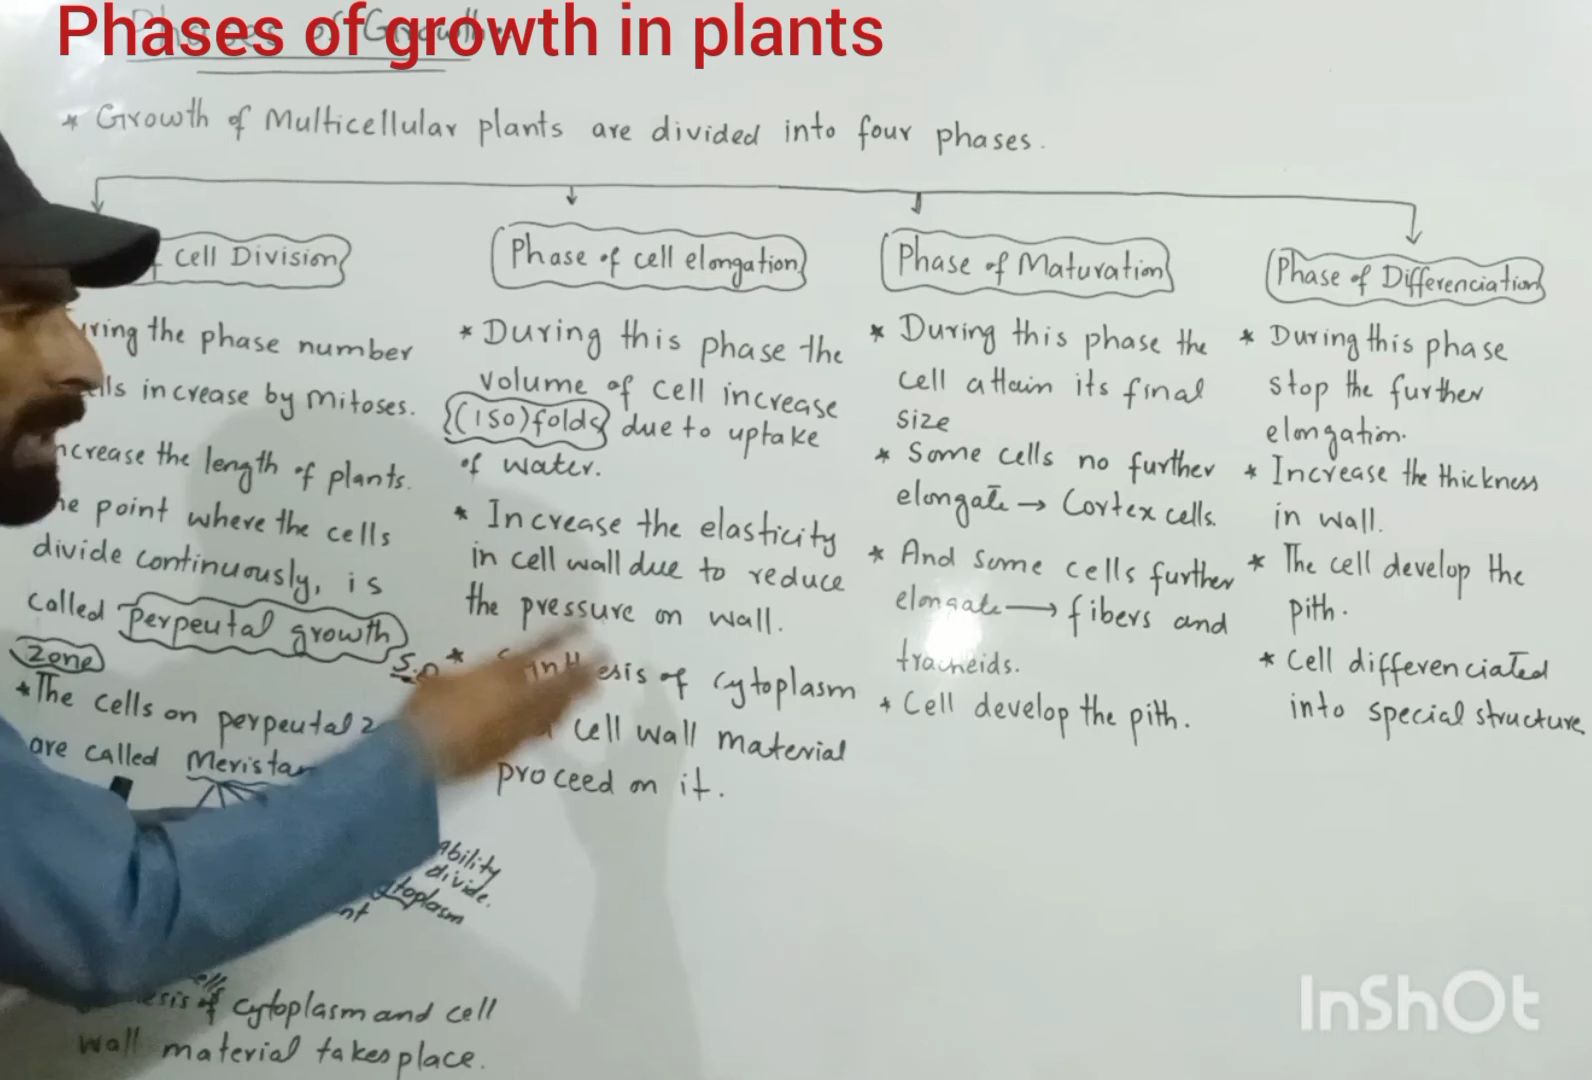 Phases of growth in plants
Phases of Growth
* Growth of Multicellular plants are divided into four phases.
Cell Division
the phase number
increase by mitoses.
the length of plants.
point where the cells
divide continuously, is
called perpeutal growth
zone
* The cells on perpeutal
are called
ability
divide.
cytoplasm and cell
wall material takes place.
Phase of cell elongation
* During this phase the
volume of cell increase
(150) folds due to uptake
of water.
* Increase the elasticity
in cell wall due to reduce
the pressure on wall.
* of cytoplasm
cell wall material
proceed on it.
Phase of Maturation
* During this phase the
cell attain its final
size
* Some cells no further
elongate → Cortex cells.
* And some cells further
elongate → fibers and
tracheids.
* Cell develop the pith.
Phase of Differenciation
* During this phase
stop the further
elongation.
* Increase the thickness
in wall.
* The cell develop the
pith.
* Cell differenciated
into special structure
InShOt